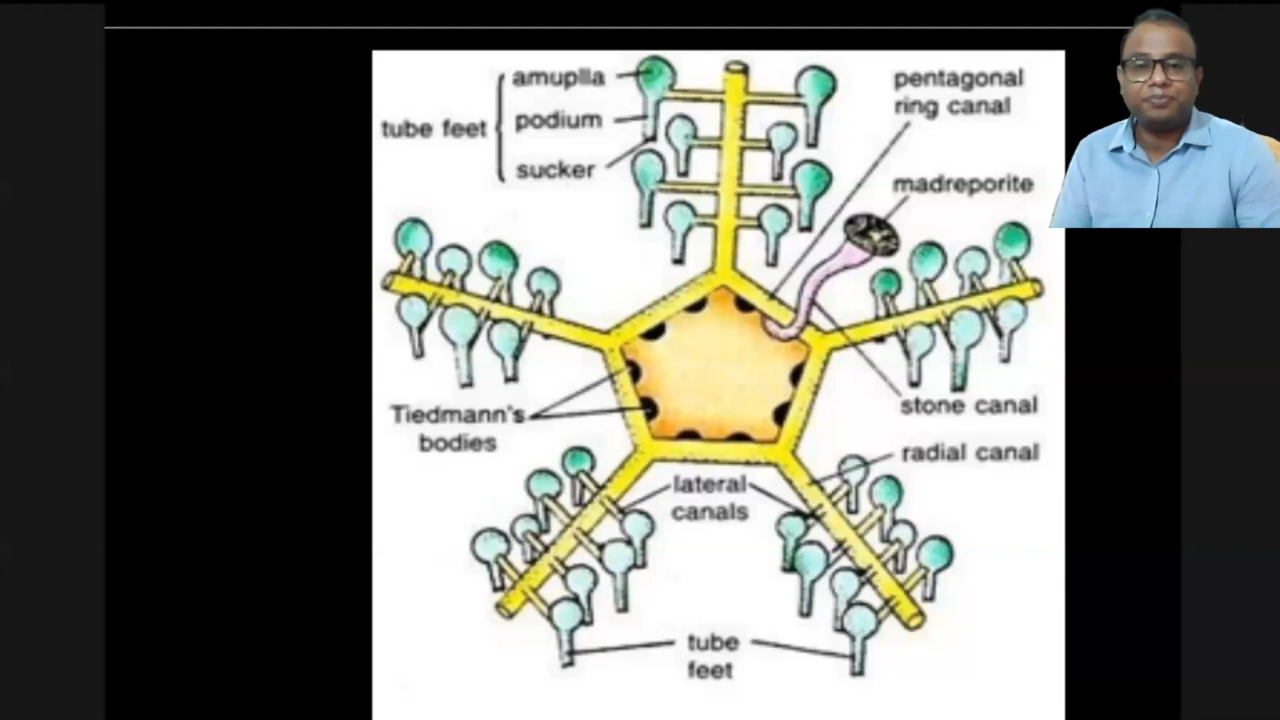 amuplla
tube feet
podium
sucker
pentagonal
ring canal
madreporite
Tiedmann's
bodies
stone canal
radial canal
lateral
canals
tube
feet